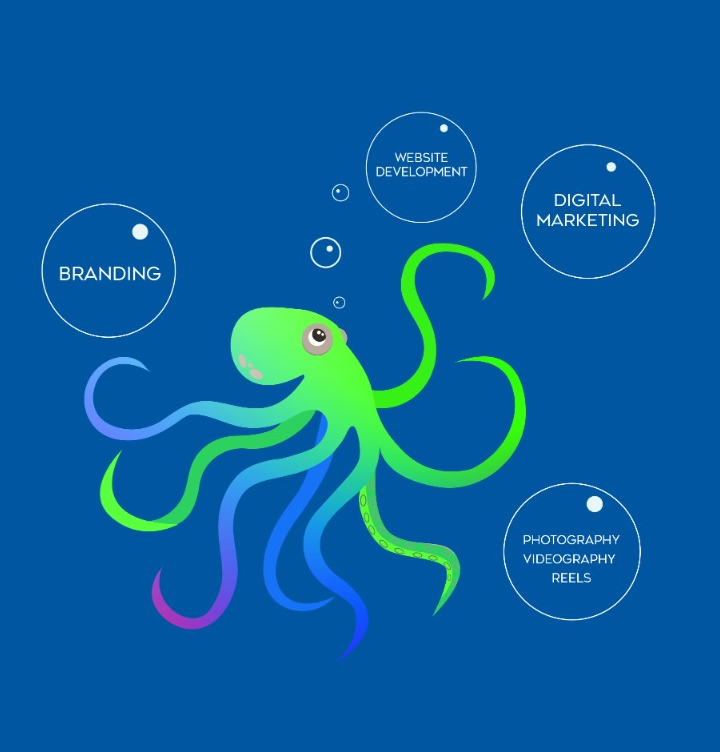 WEBSITE
DEVELOPMENT
DIGITAL
MARKETING
BRANDING
PHOTOGRAPHY
VIDEOGRAPHY
REELS